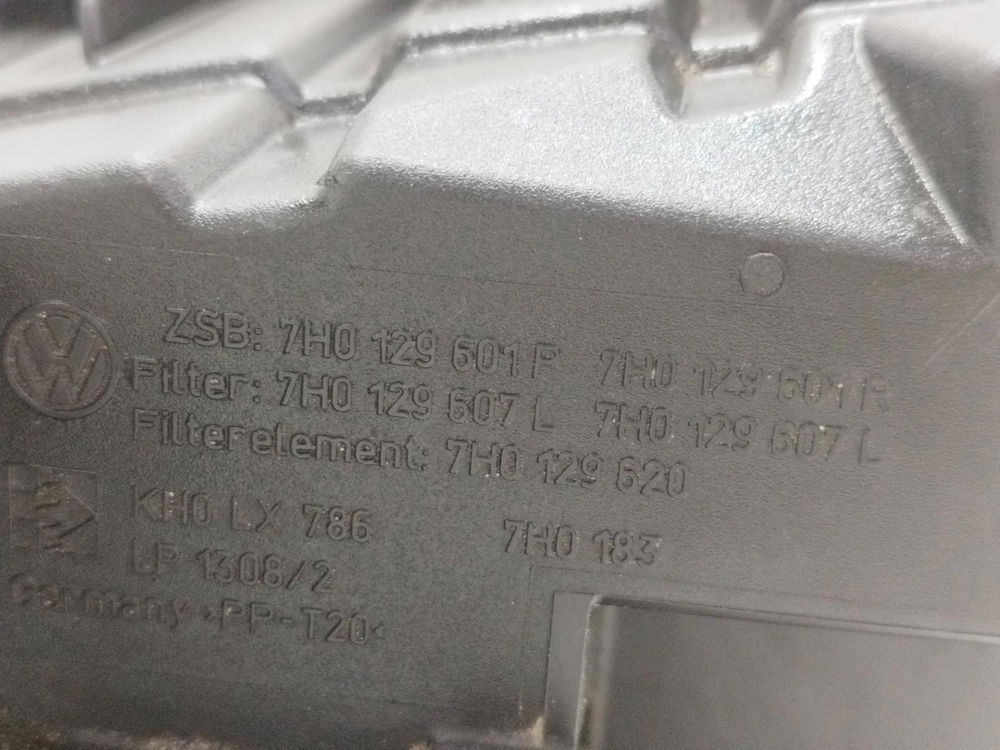 ZSB: 7H0 129 601 P 7H0 129 601 R
Filter: 7H0 129 607 L 7H0 129 607 L
Filterelement: 7H0 129 620
KH0 LX 786 7H0 183
LP 1308/2
Germany >PP-T20<